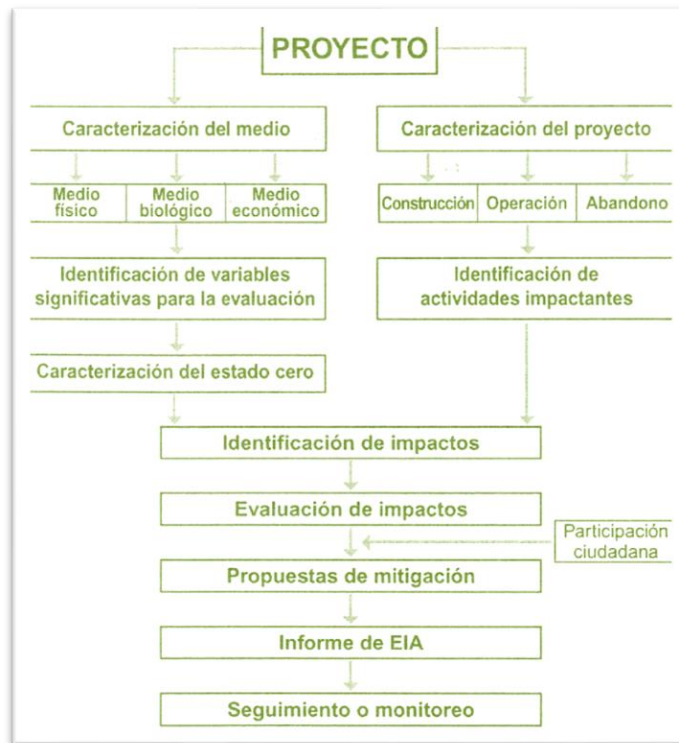 PROYECTO
Caracterización del medio
Caracterización del proyecto
Medio
físico
Medio
biológico
Medio
económico
Construcción
Operación
Abandono
Identificación de variables
significativas para la evaluación
Identificación de
actividades impactantes
Caracterización del estado cero
Identificación de impactos
Evaluación de impactos
Participación
ciudadana
Propuestas de mitigación
Informe de EIA
Seguimiento o monitoreo